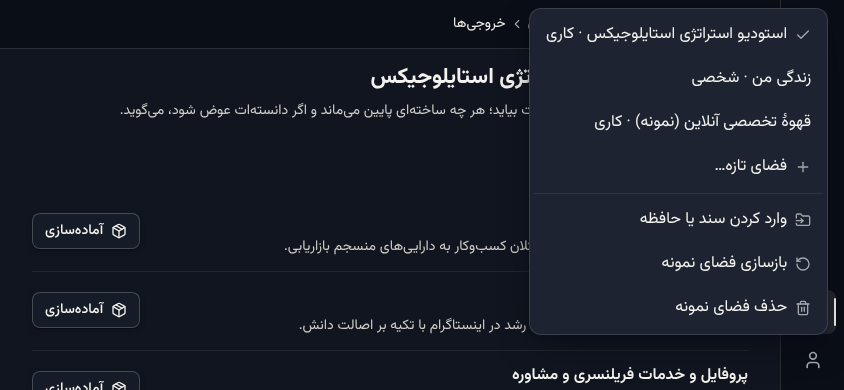 خروجی‌ها
استودیو استراتژی استایلوجیکس · کاری
زندگی من · شخصی
قهوهٔ تخصصی آنلاین (نمونه) · کاری
فضای تازه…
وارد کردن سند یا حافظه
بازسازی فضای نمونه
حذف فضای نمونه
استایلوجیکس
بیاید؛ هر چه ساخته‌ای پایین می‌ماند و اگر دانسته‌ات عوض شود، می‌گوید.
آماده‌سازی
کسب‌وکار به دارایی‌های منسجم بازاریابی.
آماده‌سازی
رشد در اینستاگرام با تکیه بر اصالت دانش.
پروفایل و خدمات فریلنسری و مشاوره
آماده‌سازی